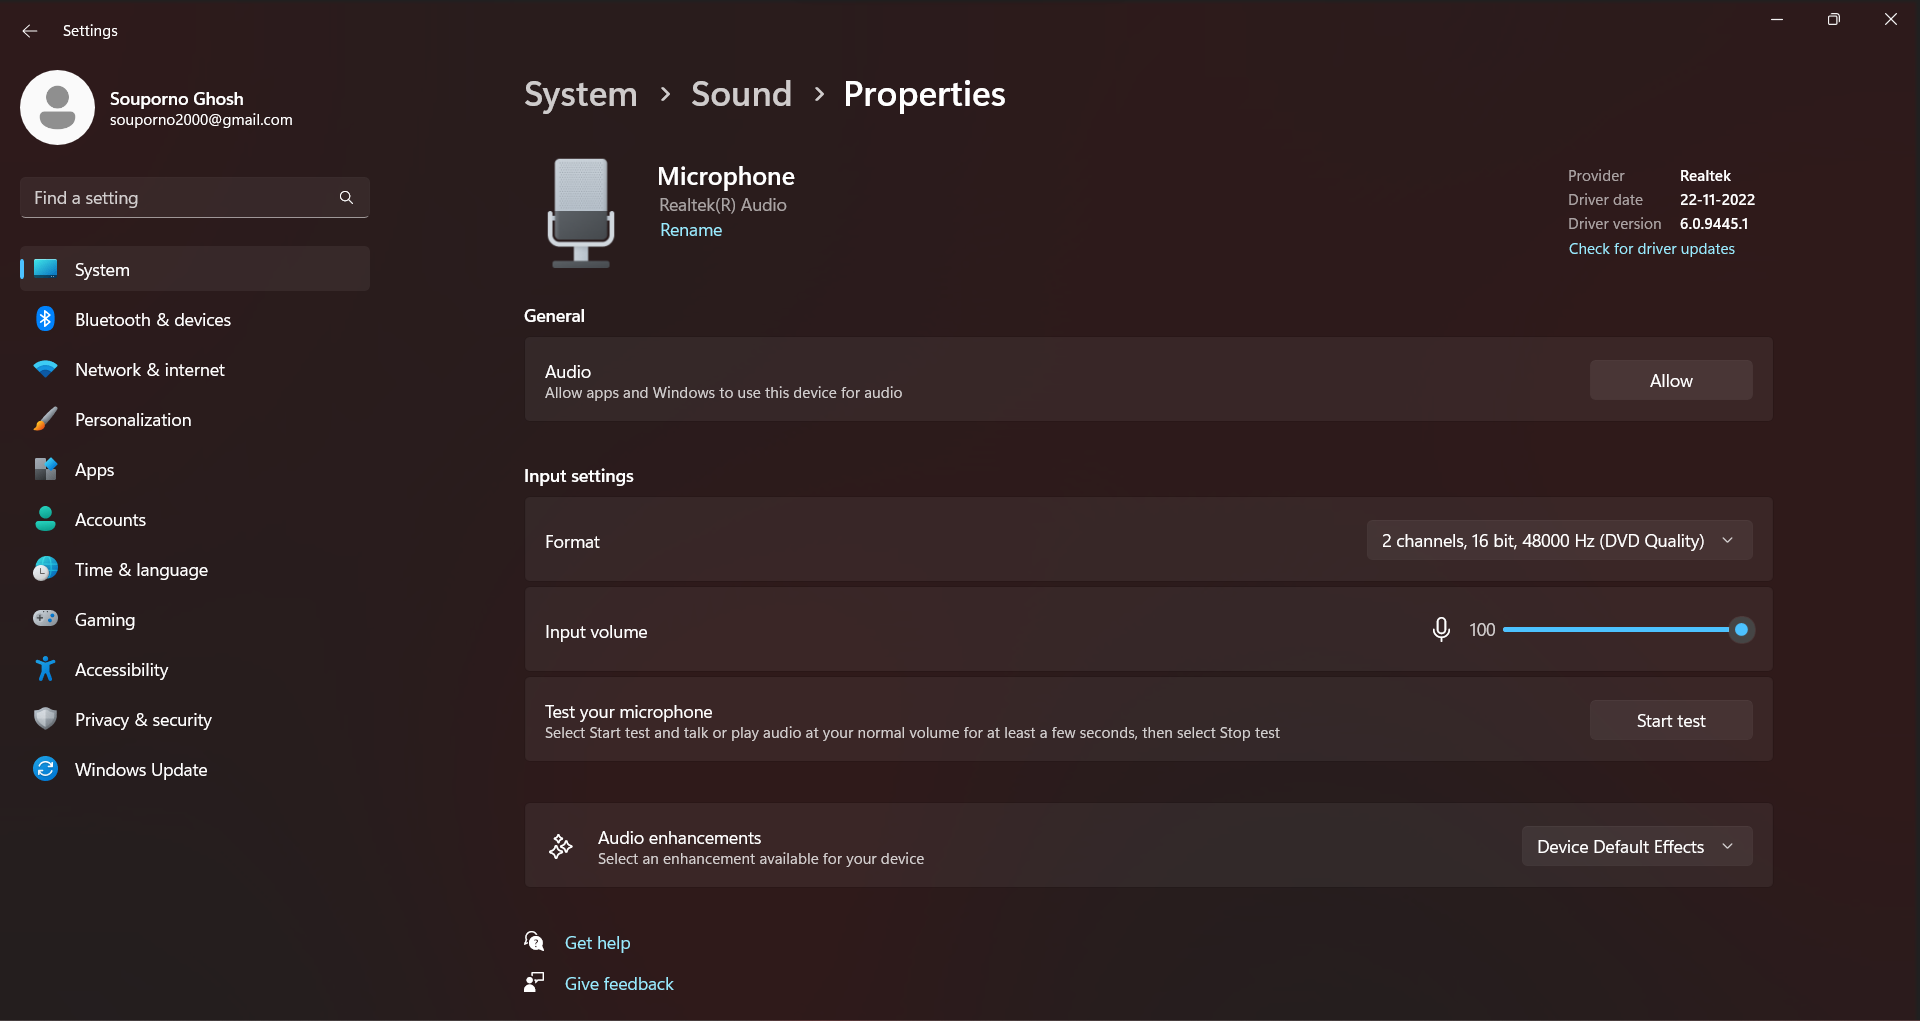 Settings
Souporno Ghosh
souporno2000@gmail.com
Find a setting
System
Bluetooth & devices
Network & internet
Personalization
Apps
Accounts
Time & language
Gaming
Accessibility
Privacy & security
Windows Update
System > Sound > Properties
Microphone
Realtek(R) Audio
Rename
Provider Realtek
Driver date 22-11-2022
Driver version 6.0.9445.1
Check for driver updates
General
Audio
Allow apps and Windows to use this device for audio
Allow
Input settings
Format
2 channels, 16 bit, 48000 Hz (DVD Quality)
Input volume
100
Test your microphone
Select Start test and talk or play audio at your normal volume for at least a few seconds, then select Stop test
Start test
Audio enhancements
Select an enhancement available for your device
Device Default Effects
Get help
Give feedback